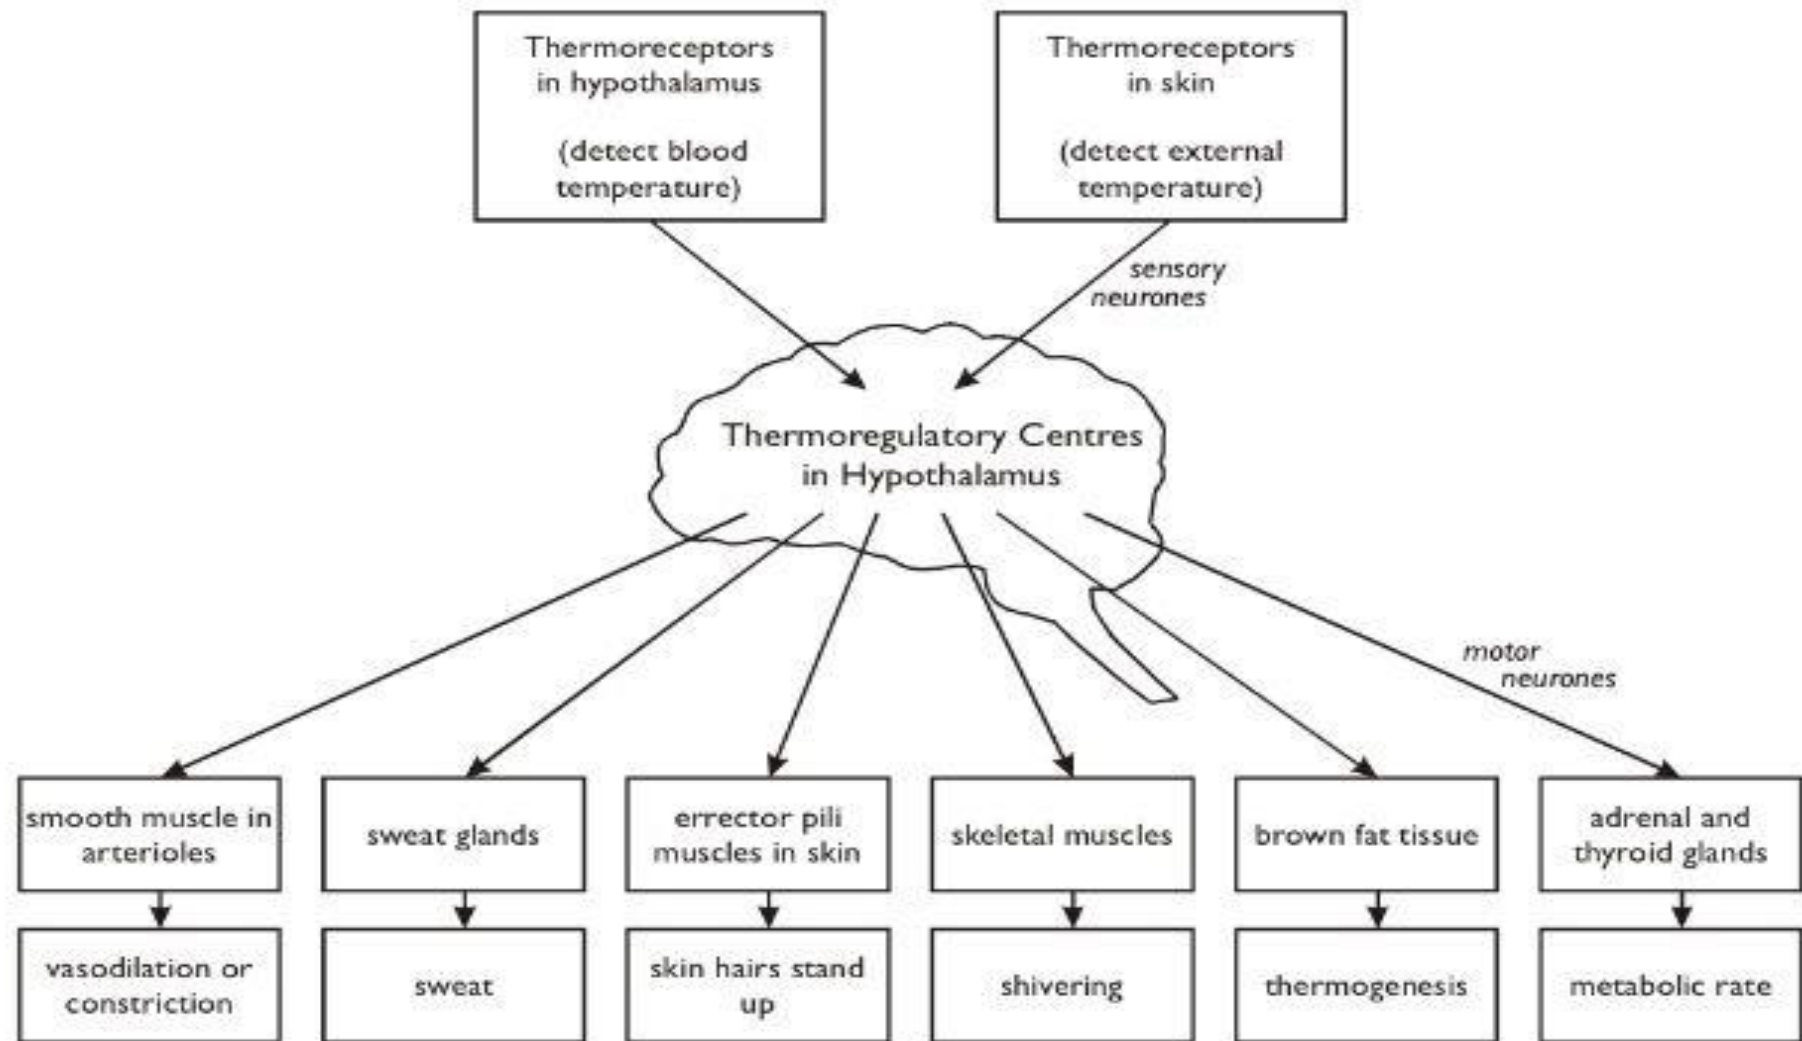 Thermoreceptors
in hypothalamus
(detect blood
temperature)
Thermoreceptors
in skin
(detect external
temperature)
sensory
neurones
Thermoregulatory Centres
in Hypothalamus
motor
neurones
smooth muscle in
arterioles
sweat glands
errector pili
muscles in skin
skeletal muscles
brown fat tissue
adrenal and
thyroid glands
vasodilation or
constriction
sweat
skin hairs stand
up
shivering
thermogenesis
metabolic rate